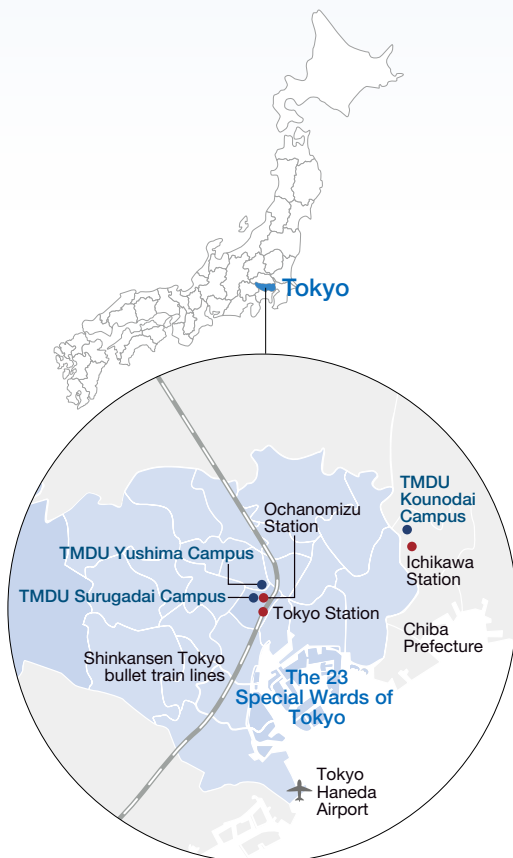 Tokyo
TMDU
Kounodai
Campus
Ochanomizu
Station
TMDU Yushima Campus
Ichikawa
Station
TMDU Surugadai Campus
Tokyo Station
Chiba
Prefecture
Shinkansen Tokyo
bullet train lines
The 23
Special Wards of
Tokyo
Tokyo
Haneda
Airport